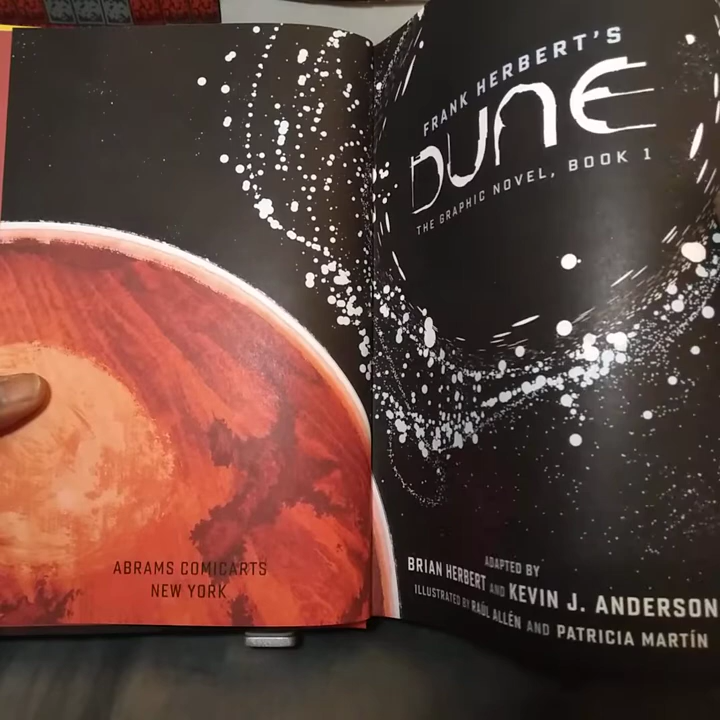 ABRAMS COMICARTS
NEW YORK
FRANK HERBERT'S
DUNE
THE GRAPHIC NOVEL, BOOK 1
ADAPTED BY
BRIAN HERBERT AND KEVIN J. ANDERSON
ILLUSTRATED BY RAÚL ALLÉN AND PATRICIA MARTÍN